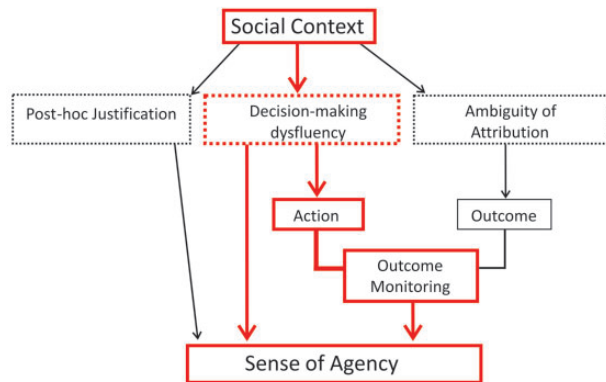 Social Context
Post-hoc Justification
Decision-making
dysfluency
Ambiguity of
Attribution
Action
Outcome
Outcome
Monitoring
Sense of Agency